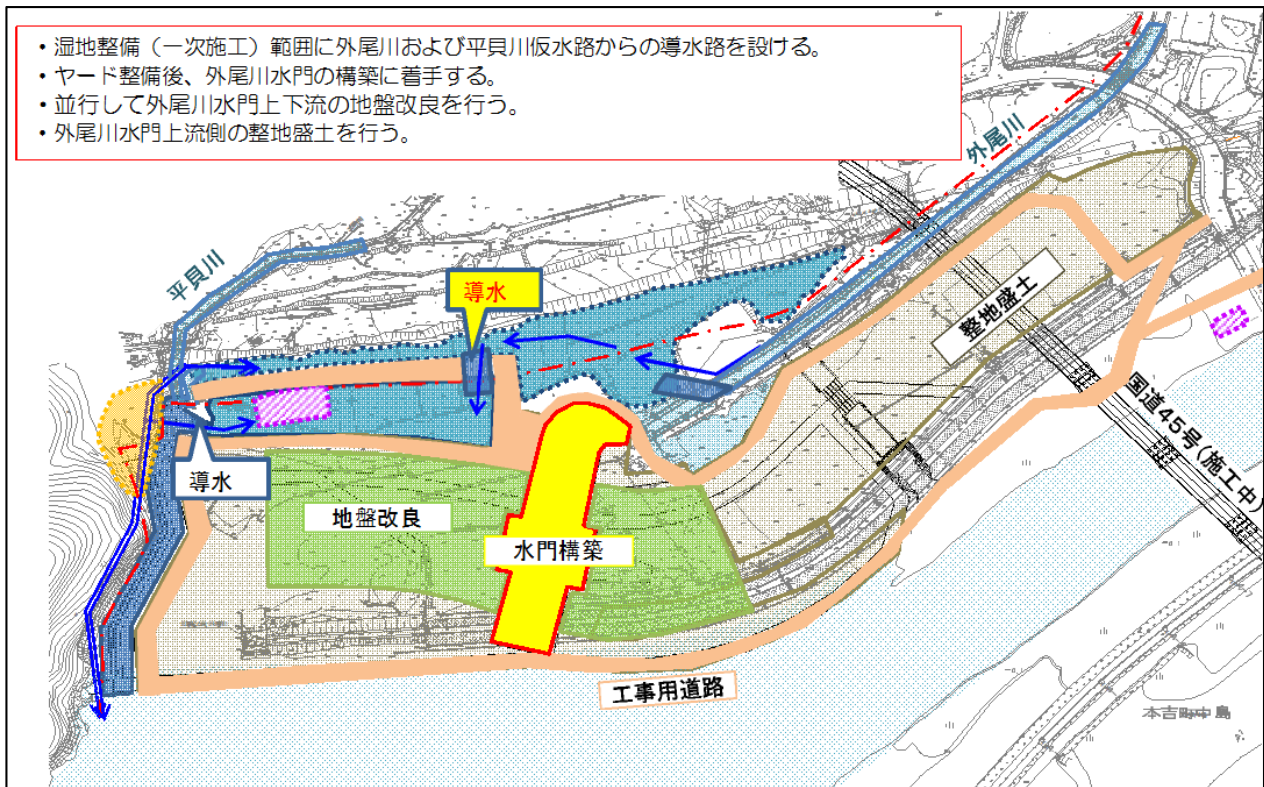 ・湿地整備（一次施工）範囲に外尾川および平貝川仮水路からの導水路を設ける。
・ヤード整備後、外尾川水門の構築に着手する。
・並行して外尾川水門上下流の地盤改良を行う。
・外尾川水門上流側の整地盛土を行う。
外尾川
平貝川
導水
整地盛土
国道45号(施工中)
導水
地盤改良
水門構築
工事用道路
本吉町中島